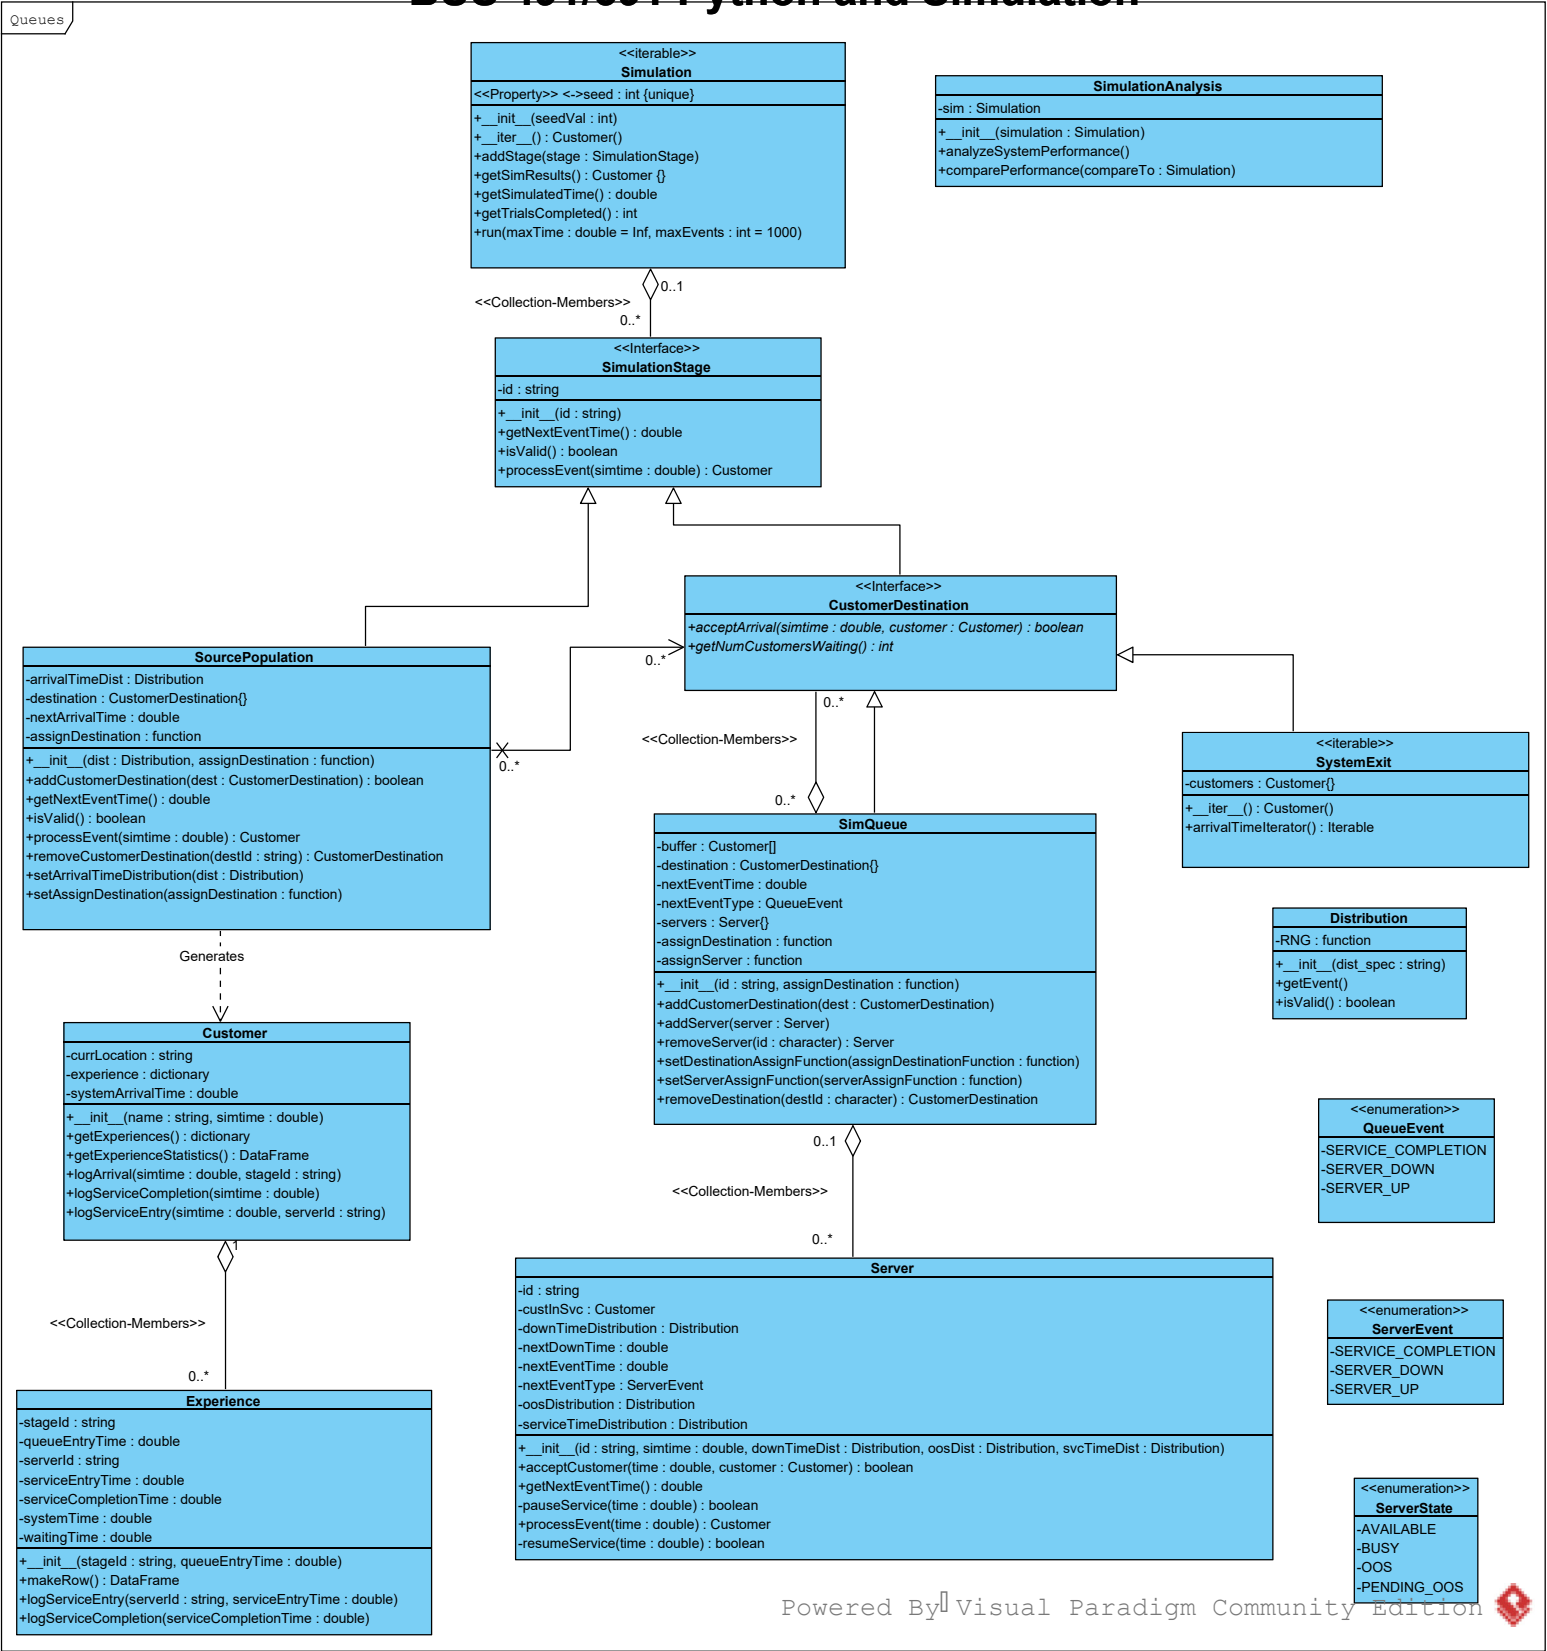 Python and Simulation
Queues
<<iterable>>
Simulation
<<Property>> <->seed : int {unique}
+__init__(seedVal : int)
+__iter__() : Customer()
+addStage(stage : SimulationStage)
+getSimResults() : Customer {}
+getSimulatedTime() : double
+getTrialsCompleted() : int
+run(maxTime : double = Inf, maxEvents : int = 1000)
SimulationAnalysis
-sim : Simulation
+__init__(simulation : Simulation)
+analyzeSystemPerformance()
+comparePerformance(compareTo : Simulation)
0..1
<<Collection-Members>>
0..*
<<Interface>>
SimulationStage
-id : string
+__init__(id : string)
+getNextEventTime() : double
+isValid() : boolean
+processEvent(simtime : double) : Customer
<<Interface>>
CustomerDestination
+acceptArrival(simtime : double, customer : Customer) : boolean
+getNumCustomersWaiting() : int
0..*
SourcePopulation
-arrivalTimeDist : Distribution
-destination : CustomerDestination{}
-nextArrivalTime : double
-assignDestination : function
+__init__(dist : Distribution, assignDestination : function)
+addCustomerDestination(dest : CustomerDestination) : boolean
+getNextEventTime() : double
+isValid() : boolean
+processEvent(simtime : double) : Customer
+removeCustomerDestination(destId : string) : CustomerDestination
+setArrivalTimeDistribution(dist : Distribution)
+setAssignDestination(assignDestination : function)
0..*
0..*
<<Collection-Members>>
0..*
<<iterable>>
SystemExit
-customers : Customer{}
+__iter__() : Customer()
+arrivalTimeIterator() : Iterable
SimQueue
-buffer : Customer[]
-destination : CustomerDestination{}
-nextEventTime : double
-nextEventType : QueueEvent
-servers : Server{}
-assignDestination : function
-assignServer : function
+__init__(id : string, assignDestination : function)
+addCustomerDestination(dest : CustomerDestination)
+addServer(server : Server)
+removeServer(id : character) : Server
+setDestinationAssignFunction(assignDestinationFunction : function)
+setServerAssignFunction(serverAssignFunction : function)
+removeDestination(destId : character) : CustomerDestination
Distribution
-RNG : function
+__init__(dist_spec : string)
+getEvent()
+isValid() : boolean
Generates
Customer
-currLocation : string
-experience : dictionary
-systemArrivalTime : double
+__init__(name : string, simtime : double)
+getExperiences() : dictionary
+getExperienceStatistics() : DataFrame
+logArrival(simtime : double, stageId : string)
+logServiceCompletion(simtime : double)
+logServiceEntry(simtime : double, serverId : string)
<<enumeration>>
QueueEvent
-SERVICE_COMPLETION
-SERVER_DOWN
-SERVER_UP
0..1
<<Collection-Members>>
0..*
1
<<Collection-Members>>
0..*
Server
-id : string
-custInSvc : Customer
-downTimeDistribution : Distribution
-nextDownTime : double
-nextEventTime : double
-nextEventType : ServerEvent
-oosDistribution : Distribution
-serviceTimeDistribution : Distribution
+__init__(id : string, simtime : double, downTimeDist : Distribution, oosDist : Distribution, svcTimeDist : Distribution)
+acceptCustomer(time : double, customer : Customer) : boolean
+getNextEventTime() : double
-pauseService(time : double) : boolean
+processEvent(time : double) : Customer
-resumeService(time : double) : boolean
<<enumeration>>
ServerEvent
-SERVICE_COMPLETION
-SERVER_DOWN
-SERVER_UP
Experience
-stageId : string
-queueEntryTime : double
-serverId : string
-serviceEntryTime : double
-serviceCompletionTime : double
-systemTime : double
-waitingTime : double
+__init__(stageId : string, queueEntryTime : double)
+makeRow() : DataFrame
+logServiceEntry(serverId : string, serviceEntryTime : double)
+logServiceCompletion(serviceCompletionTime : double)
<<enumeration>>
ServerState
-AVAILABLE
-BUSY
-OOS
-PENDING_OOS
Powered By Visual Paradigm Community Edition